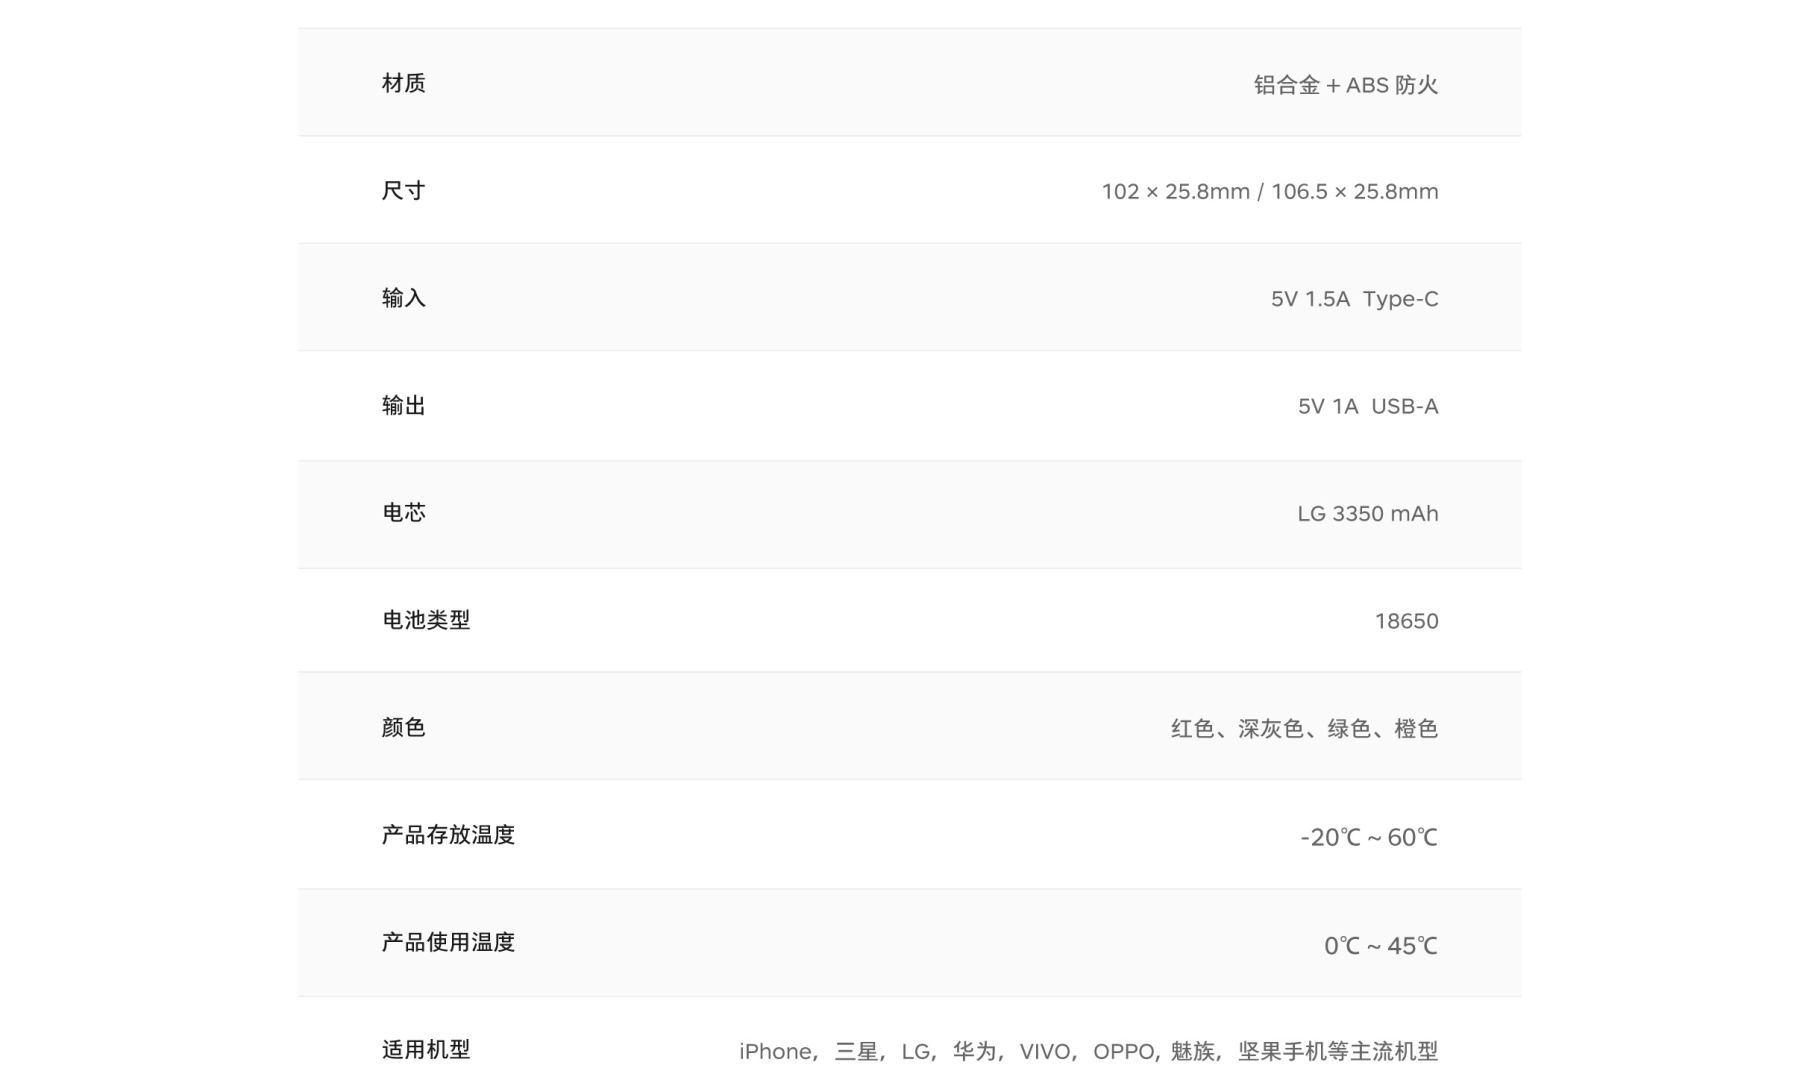 材质 铝合金 + ABS 防火
尺寸 102 × 25.8mm / 106.5 × 25.8mm
输入 5V 1.5A  Type-C
输出 5V 1A  USB-A
电芯 LG 3350 mAh
电池类型 18650
颜色 红色、深灰色、绿色、橙色
产品存放温度 -20℃ ~ 60℃
产品使用温度 0℃ ~ 45℃
适用机型 iPhone，三星，LG，华为，VIVO，OPPO, 魅族，坚果手机等主流机型